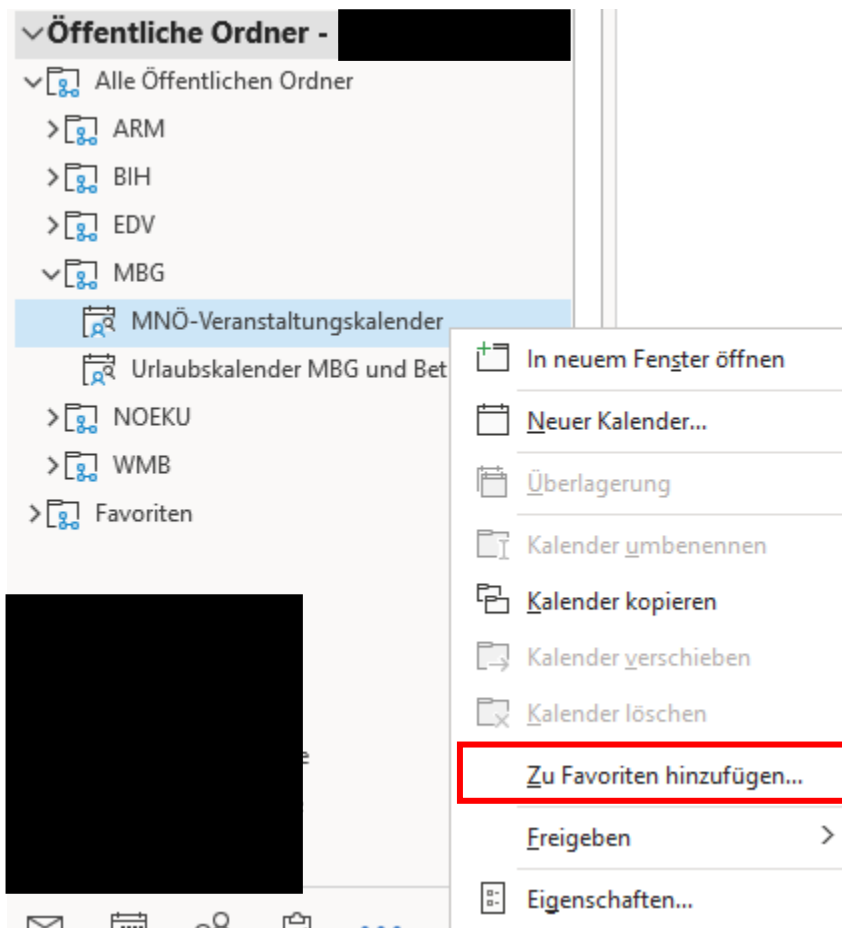 Öffentliche Ordner -
Alle Öffentlichen Ordner
ARM
BIH
EDV
MBG
MNÖ-Veranstaltungskalender
Urlaubskalender MBG und Bet
NOEKU
WMB
Favoriten
In neuem Fenster öffnen
Neuer Kalender...
Überlagerung
Kalender umbenennen
Kalender kopieren
Kalender verschieben
Kalender löschen
Zu Favoriten hinzufügen...
Freigeben
Eigenschaften...